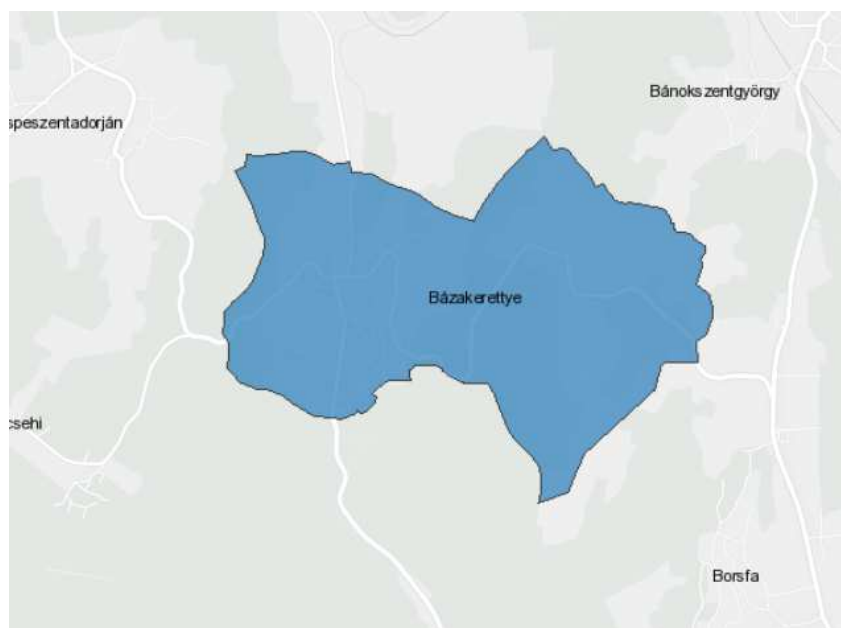 Bánokszentgyörgy
speszentadorján
Bázakerettye
csehi
Borsfa